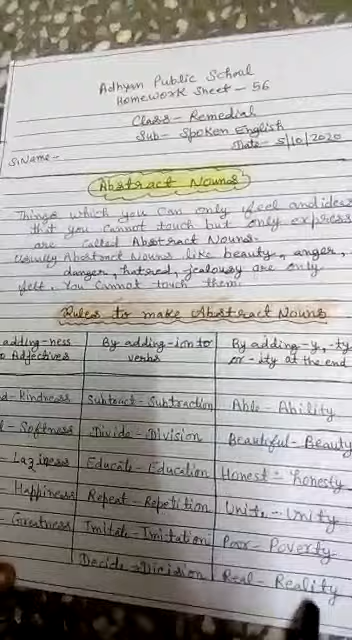 Adhyan Public School
Homework Sheet - 56
Class - Remedial
Sub - Spoken English
Date - 5/10/2020
S.Name -
Abstract Nouns
Things which you can only feel and idea
that you cannot touch but only express
are called Abstract Nouns.
Usually Abstract Nouns like beauty, anger,
danger, hatred, jealousy are only
felt. You cannot touch them.
Rules to make Abstract Nouns
adding-ness By adding-ion to By adding-y, -ty
Adjectives verbs or -ity at the end
d-Kindness Subtract-Subtraction Able-Ability
l-Softness Divide-Division Beautiful-Beauty
-Laziness Educate-Education Honest-honesty
Happiness Repeat-Repetition Unite-Unity
Greatness Imitate-Imitation Poor-Poverty
Decide-Dicision Real-Reality